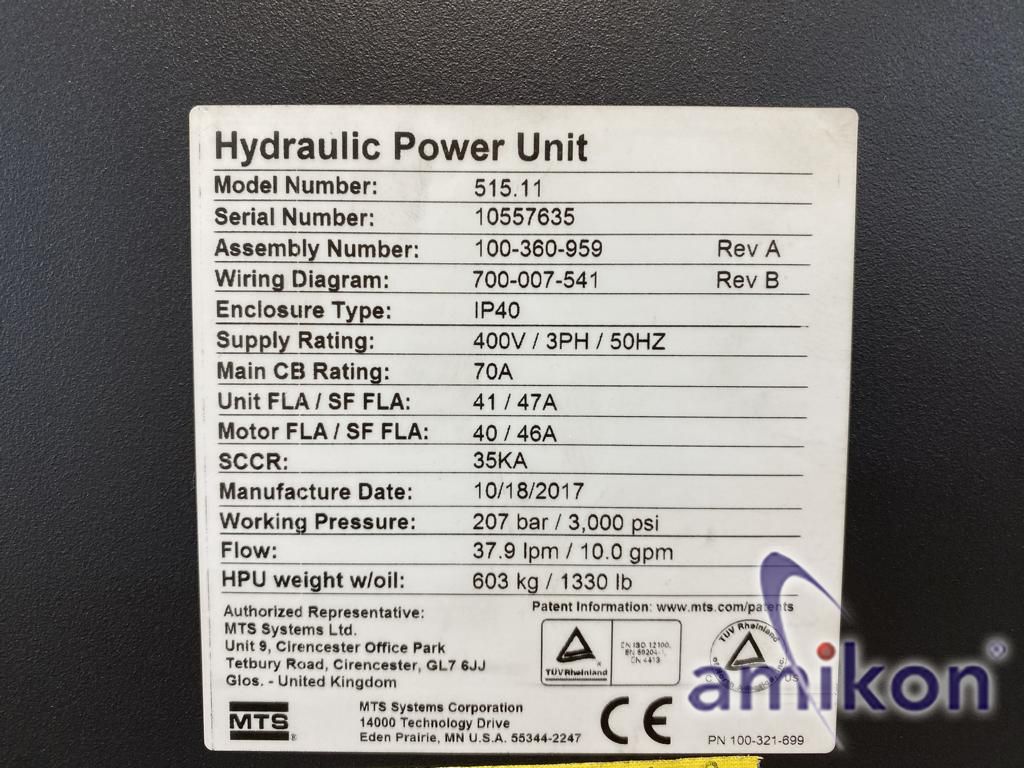 Hydraulic Power Unit
Model Number: 515.11
Serial Number: 10557635
Assembly Number: 100-360-959 Rev A
Wiring Diagram: 700-007-541 Rev B
Enclosure Type: IP40
Supply Rating: 400V / 3PH / 50HZ
Main CB Rating: 70A
Unit FLA / SF FLA: 41 / 47A
Motor FLA / SF FLA: 40 / 46A
SCCR: 35KA
Manufacture Date: 10/18/2017
Working Pressure: 207 bar / 3,000 psi
Flow: 37.9 lpm / 10.0 gpm
HPU weight w/oil: 603 kg / 1330 lb
Authorized Representative:
MTS Systems Ltd.
Unit 9, Cirencester Office Park
Tetbury Road, Cirencester, GL7 6JJ
Glos. - United Kingdom
Patent Information: www.mts.com/patents
TÜVRheinland ®
EN ISO 12100,
EN 60204-1,
EN 4413
TÜV Rheinland
C US
amikon®
MTS ®
MTS Systems Corporation
14000 Technology Drive
Eden Prairie, MN U.S.A. 55344-2247
CE
PN 100-321-699